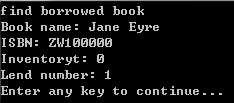 find borrowed book
Book name: Jane Eyre
ISBN: ZW100000
Inventoryt: 0
Lend number: 1
Enter any key to continue...